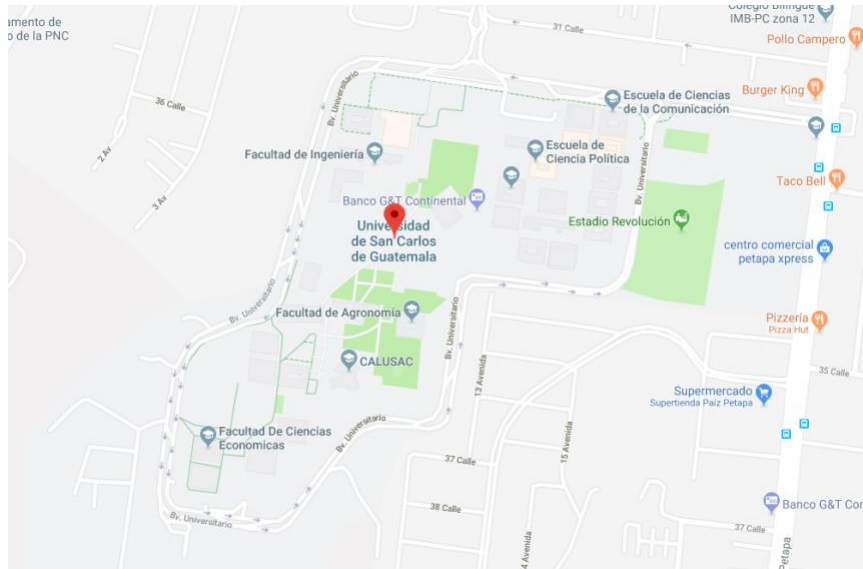 Colegio Bilingüe
IMB-PC zona 12
amento de
o de la PNC
31 Calle
Pollo Campero
Burger King
Escuela de Ciencias
de la Comunicación
36 Calle
Bv. Universitario
2 Av
Facultad de Ingeniería
Escuela de
Ciencia Política
Bv. Universitario
Taco Bell
3 Av
Banco G&T Continental
Universidad
de San Carlos
de Guatemala
Estadio Revolución
centro comercial
petapa xpress
Bv. Universitario
Facultad de Agronomía
Pizzería
Pizza Hut
Bv. Universitario
CALUSAC
13 Avenida
35 Calle
Supermercado
Supertienda Paiz Petapa
Facultad De Ciencias
Economicas
Bv. Universitario
15 Avenida
37 Calle
38 Calle
Banco G&T Con
Bv. Universitario
37 Calle
4 Avenida
Petapa